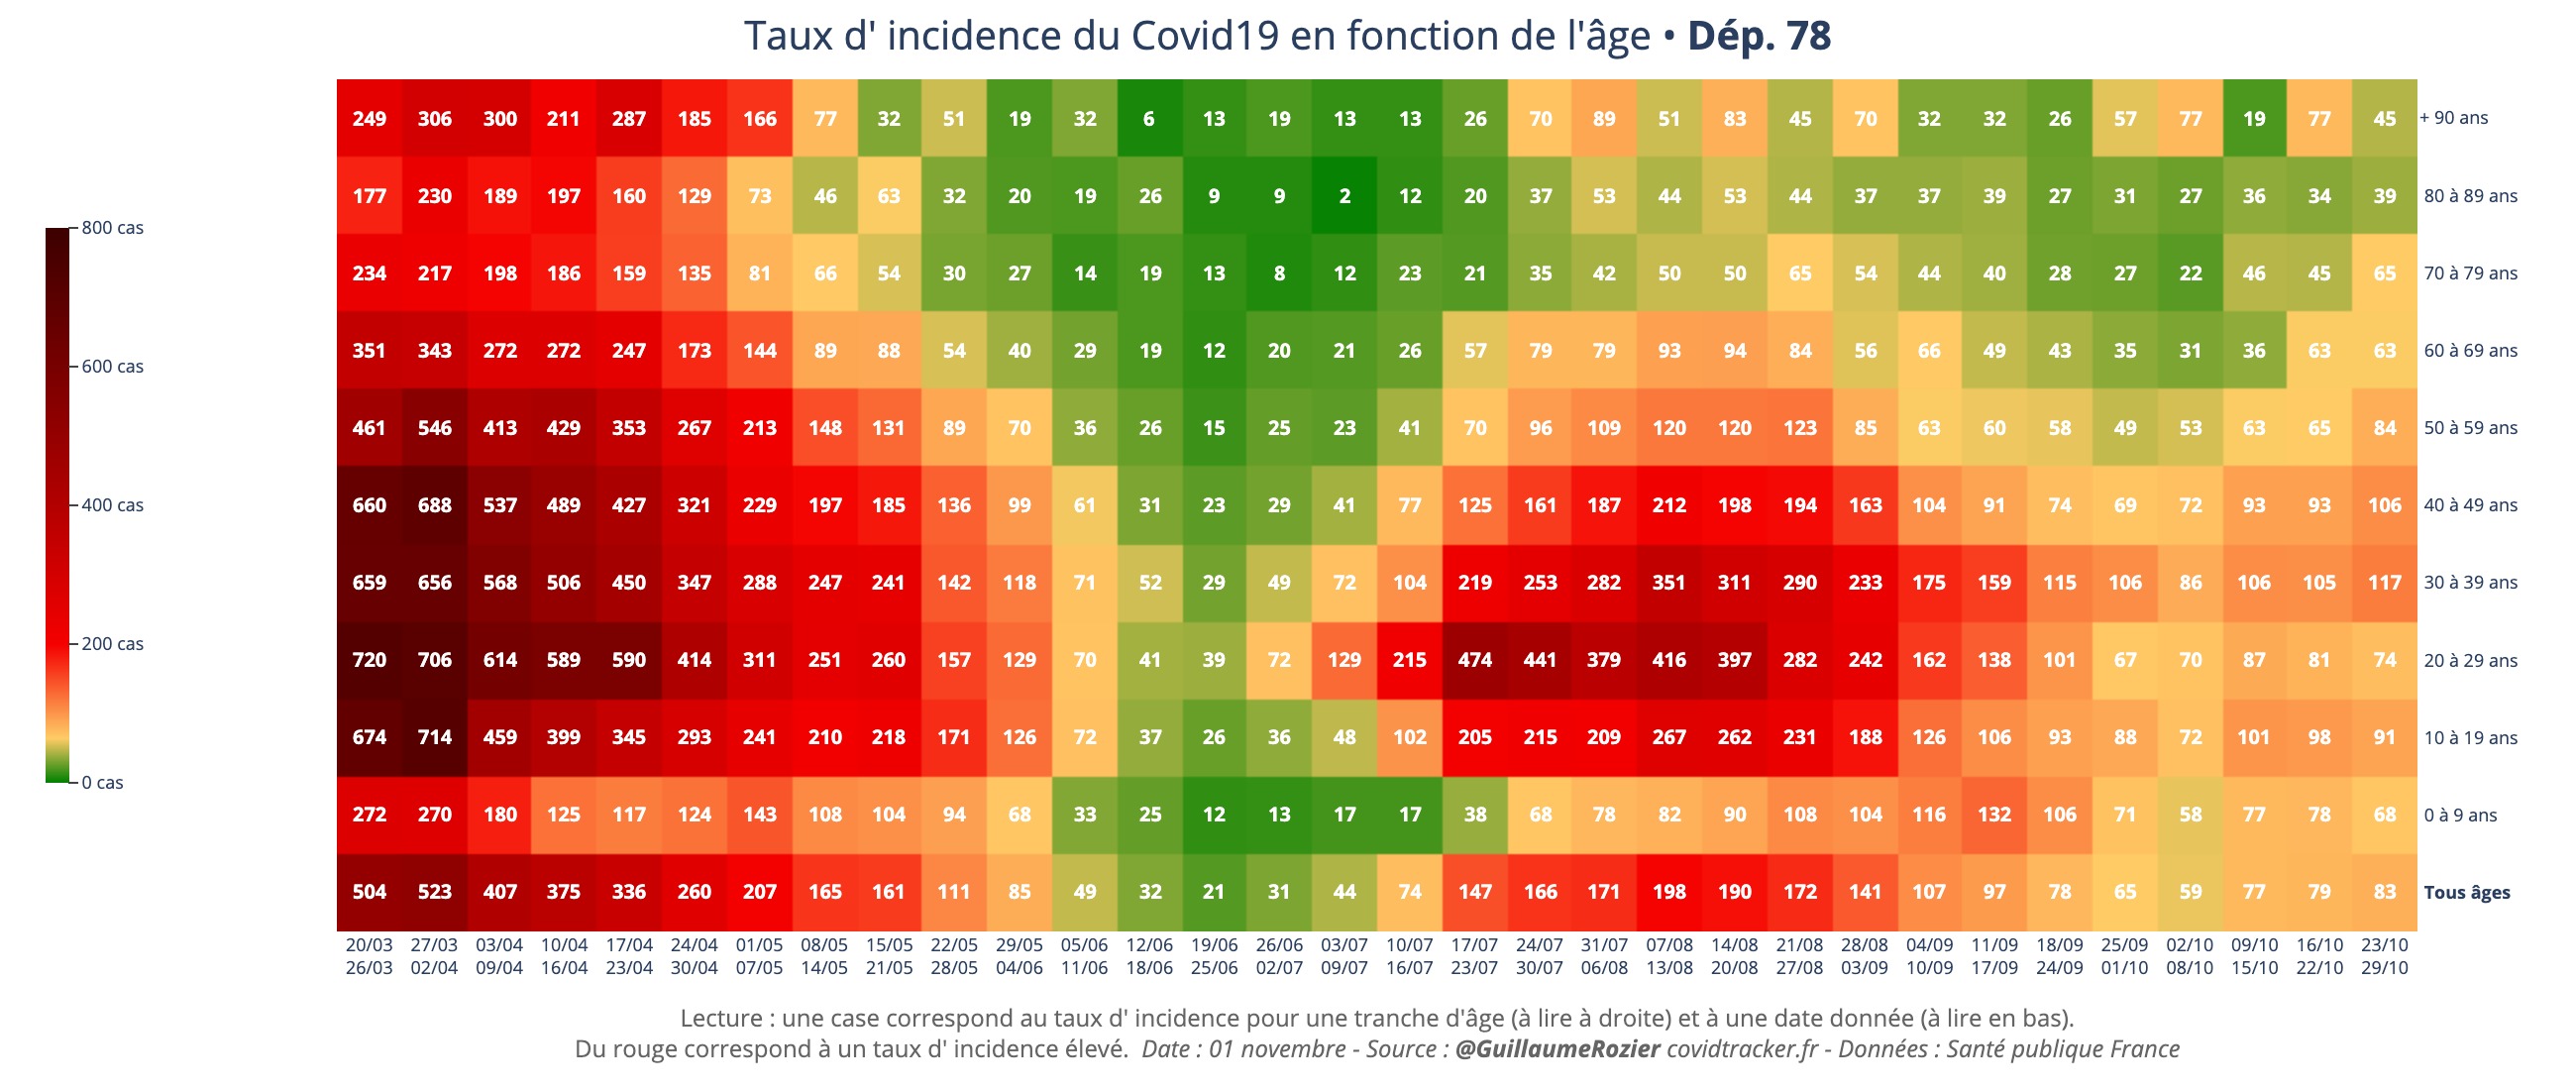 Taux d' incidence du Covid19 en fonction de l'âge • Dép. 78
249 306 300 211 287 185 166 77 32 51 19 32 6 13 19 13 13 26 70 89 51 83 45 70 32 32 26 57 77 19 77 45 + 90 ans
177 230 189 197 160 129 73 46 63 32 20 19 26 9 9 2 12 20 37 53 44 53 44 37 37 39 27 31 27 36 34 39 80 à 89 ans
800 cas
234 217 198 186 159 135 81 66 54 30 27 14 19 13 8 12 23 21 35 42 50 50 65 54 44 40 28 27 22 46 45 65 70 à 79 ans
351 343 272 272 247 173 144 89 88 54 40 29 19 12 20 21 26 57 79 79 93 94 84 56 66 49 43 35 31 36 63 63 60 à 69 ans
600 cas
461 546 413 429 353 267 213 148 131 89 70 36 26 15 25 23 41 70 96 109 120 120 123 85 63 60 58 49 53 63 65 84 50 à 59 ans
400 cas
660 688 537 489 427 321 229 197 185 136 99 61 31 23 29 41 77 125 161 187 212 198 194 163 104 91 74 69 72 93 93 106 40 à 49 ans
659 656 568 506 450 347 288 247 241 142 118 71 52 29 49 72 104 219 253 282 351 311 290 233 175 159 115 106 86 106 105 117 30 à 39 ans
200 cas
720 706 614 589 590 414 311 251 260 157 129 70 41 39 72 129 215 474 441 379 416 397 282 242 162 138 101 67 70 87 81 74 20 à 29 ans
674 714 459 399 345 293 241 210 218 171 126 72 37 26 36 48 102 205 215 209 267 262 231 188 126 106 93 88 72 101 98 91 10 à 19 ans
0 cas
272 270 180 125 117 124 143 108 104 94 68 33 25 12 13 17 17 38 68 78 82 90 108 104 116 132 106 71 58 77 78 68 0 à 9 ans
504 523 407 375 336 260 207 165 161 111 85 49 32 21 31 44 74 147 166 171 198 190 172 141 107 97 78 65 59 77 79 83 Tous âges
20/03 27/03 03/04 10/04 17/04 24/04 01/05 08/05 15/05 22/05 29/05 05/06 12/06 19/06 26/06 03/07 10/07 17/07 24/07 31/07 07/08 14/08 21/08 28/08 04/09 11/09 18/09 25/09 02/10 09/10 16/10 23/10
26/03 02/04 09/04 16/04 23/04 30/04 07/05 14/05 21/05 28/05 04/06 11/06 18/06 25/06 02/07 09/07 16/07 23/07 30/07 06/08 13/08 20/08 27/08 03/09 10/09 17/09 24/09 01/10 08/10 15/10 22/10 29/10
Lecture : une case correspond au taux d' incidence pour une tranche d'âge (à lire à droite) et à une date donnée (à lire en bas).
Du rouge correspond à un taux d' incidence élevé. Date : 01 novembre - Source : @GuillaumeRozier covidtracker.fr - Données : Santé publique France